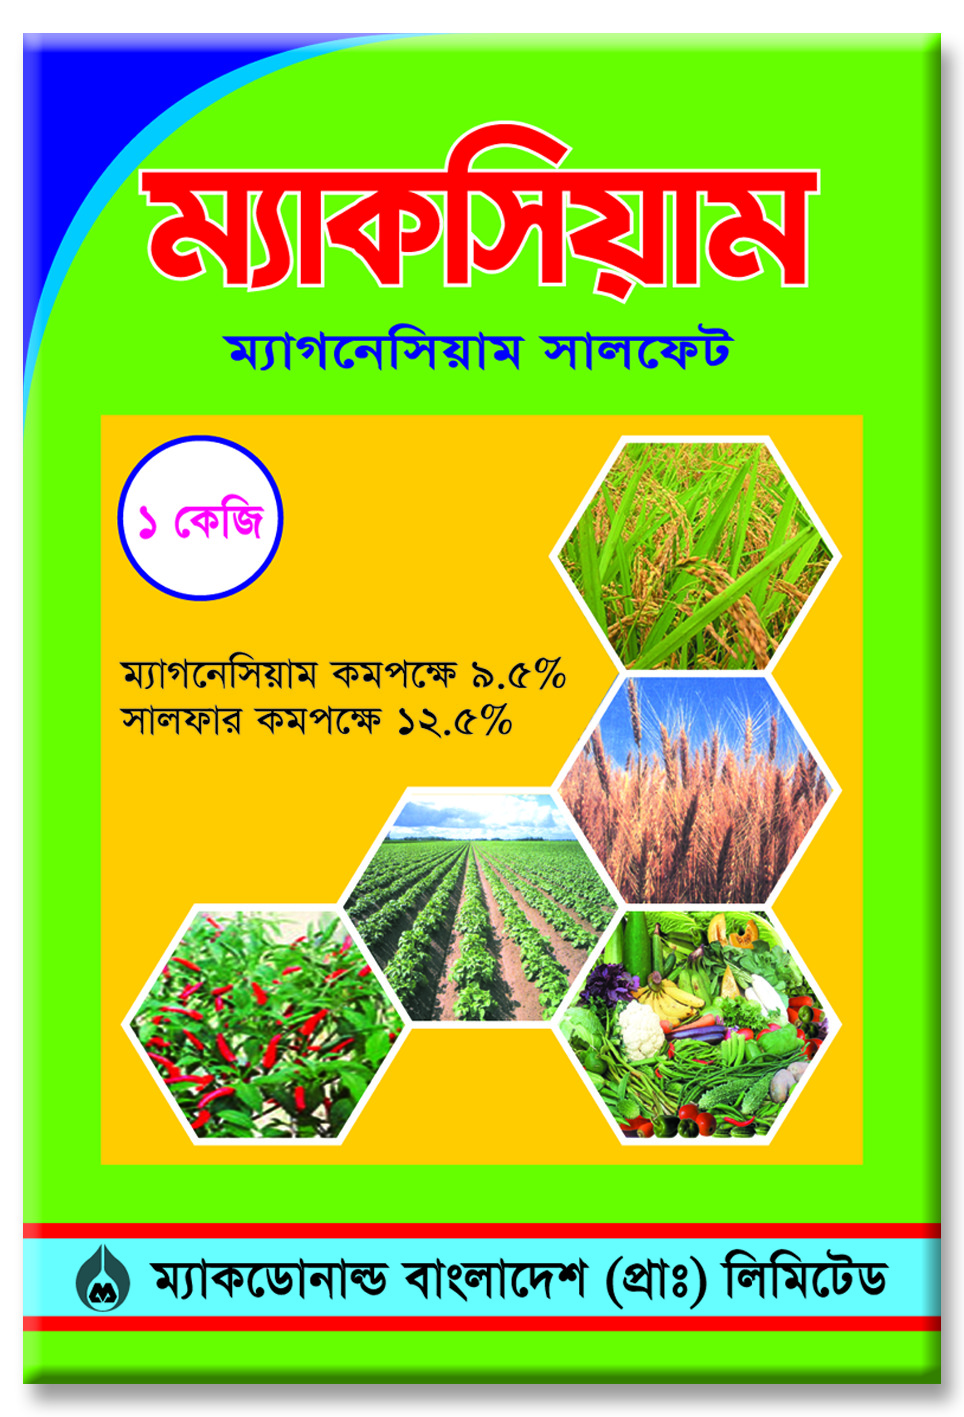 ম্যাকসিয়াম
ম্যাগনেসিয়াম সালফেট
১ কেজি
ম্যাগনেসিয়াম কমপক্ষে ৯.৫%
সালফার কমপক্ষে ১২.৫%
ম্যাকডোনাল্ড বাংলাদেশ (প্রাঃ) লিমিটেড